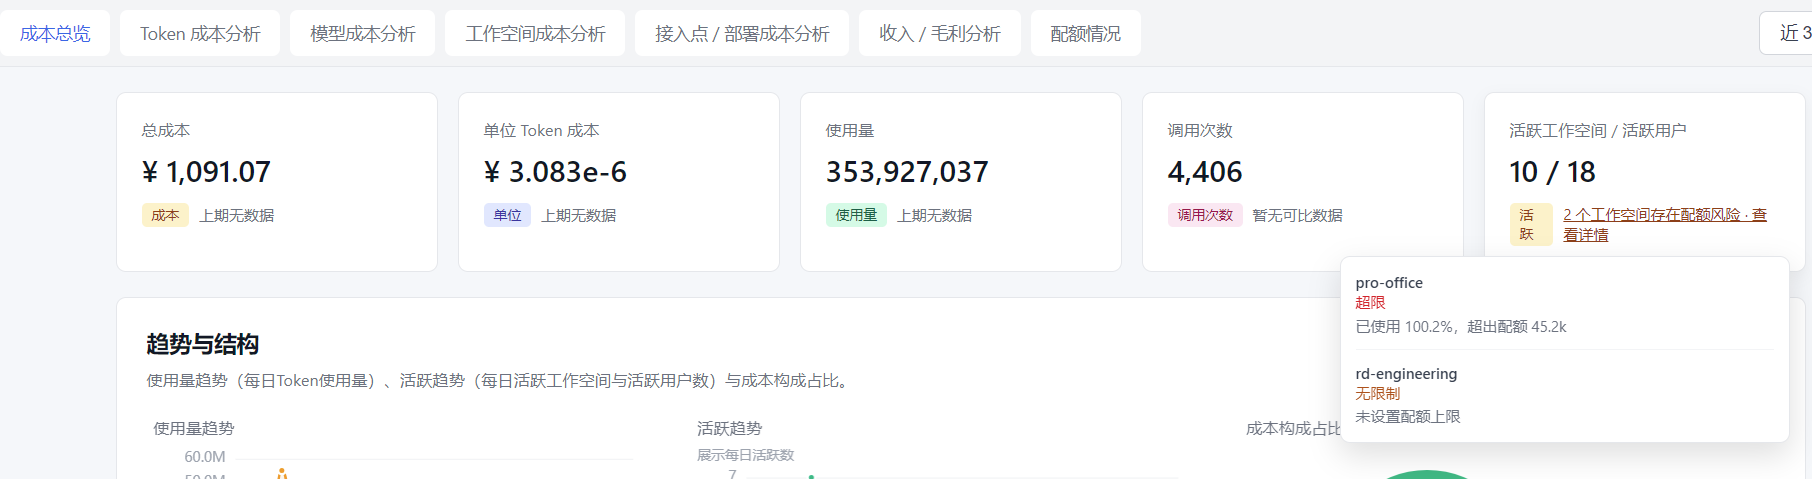 成本总览 Token 成本分析 模型成本分析 工作空间成本分析 接入点 / 部署成本分析 收入 / 毛利分析 配额情况 近 3
总成本
¥ 1,091.07
成本 上期无数据
单位 Token 成本
¥ 3.083e-6
单位 上期无数据
使用量
353,927,037
使用量 上期无数据
调用次数
4,406
调用次数 暂无可比数据
活跃工作空间 / 活跃用户
10 / 18
活
跃
2 个工作空间存在配额风险 · 查
看详情
pro-office
超限
已使用 100.2%，超出配额 45.2k
rd-engineering
无限制
未设置配额上限
趋势与结构
使用量趋势（每日Token使用量）、活跃趋势（每日活跃工作空间与活跃用户数）与成本构成占比。
使用量趋势
60.0M
50.0M
活跃趋势
展示每日活跃数
7
成本构成占比